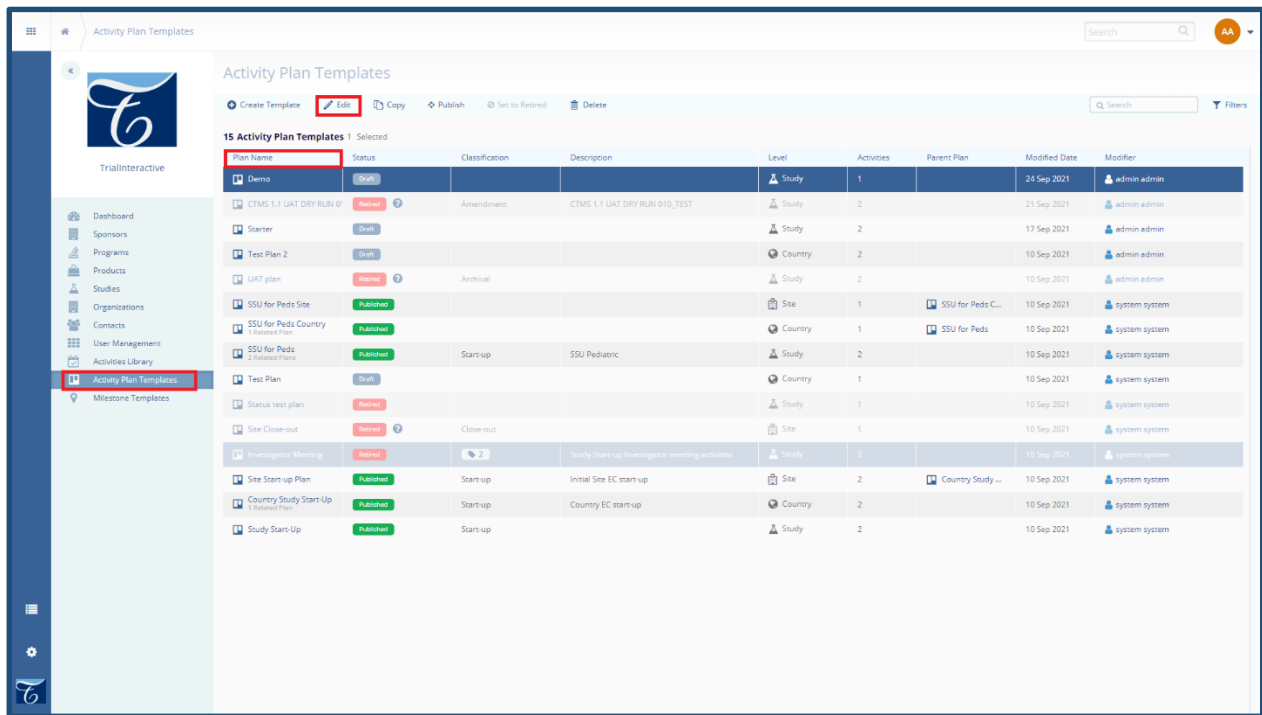 Activity Plan Templates Search AA
Activity Plan Templates
Create Template Edit Copy Publish Set to Retired Delete Search Filters
15 Activity Plan Templates 1 Selected
TrialInteractive
Dashboard
Sponsors
Programs
Products
Studies
Organizations
Contacts
User Management
Activities Library
Activity Plan Templates
Milestone Templates
Plan Name Status Classification Description Level Activities Parent Plan Modified Date Modifier
Demo Draft Study 1 24 Sep 2021 admin admin
CTMS 1.1 UAT DRY RUN 0 Retired Amendment CTMS 1.1 UAT DRY RUN 010_TEST Study 2 21 Sep 2021 admin admin
Starter Draft Study 2 17 Sep 2021 admin admin
Test Plan 2 Draft Country 2 10 Sep 2021 admin admin
UAT plan Retired Archival Study 2 10 Sep 2021 admin admin
SSU for Peds Site Published Site 1 SSU for Peds C... 10 Sep 2021 system system
SSU for Peds Country Published Country 1 SSU for Peds 10 Sep 2021 system system
1 Related Plan
SSU for Peds Published Start-up SSU Pediatric Study 2 10 Sep 2021 system system
2 Related Plans
Test Plan Draft Country 1 10 Sep 2021 system system
Status test plan Retired Study 1 10 Sep 2021 system system
Site Close-out Retired Close-out Site 1 10 Sep 2021 system system
Investigator Meeting Retired 2 Study Start-up Investigator meeting activities Study 2 10 Sep 2021 system system
Site Start-up Plan Published Start-up Initial Site EC start-up Site 2 Country Study ... 10 Sep 2021 system system
Country Study Start-Up Published Start-up Country EC start-up Country 2 10 Sep 2021 system system
1 Related Plan
Study Start-Up Published Start-up Study 2 10 Sep 2021 system system